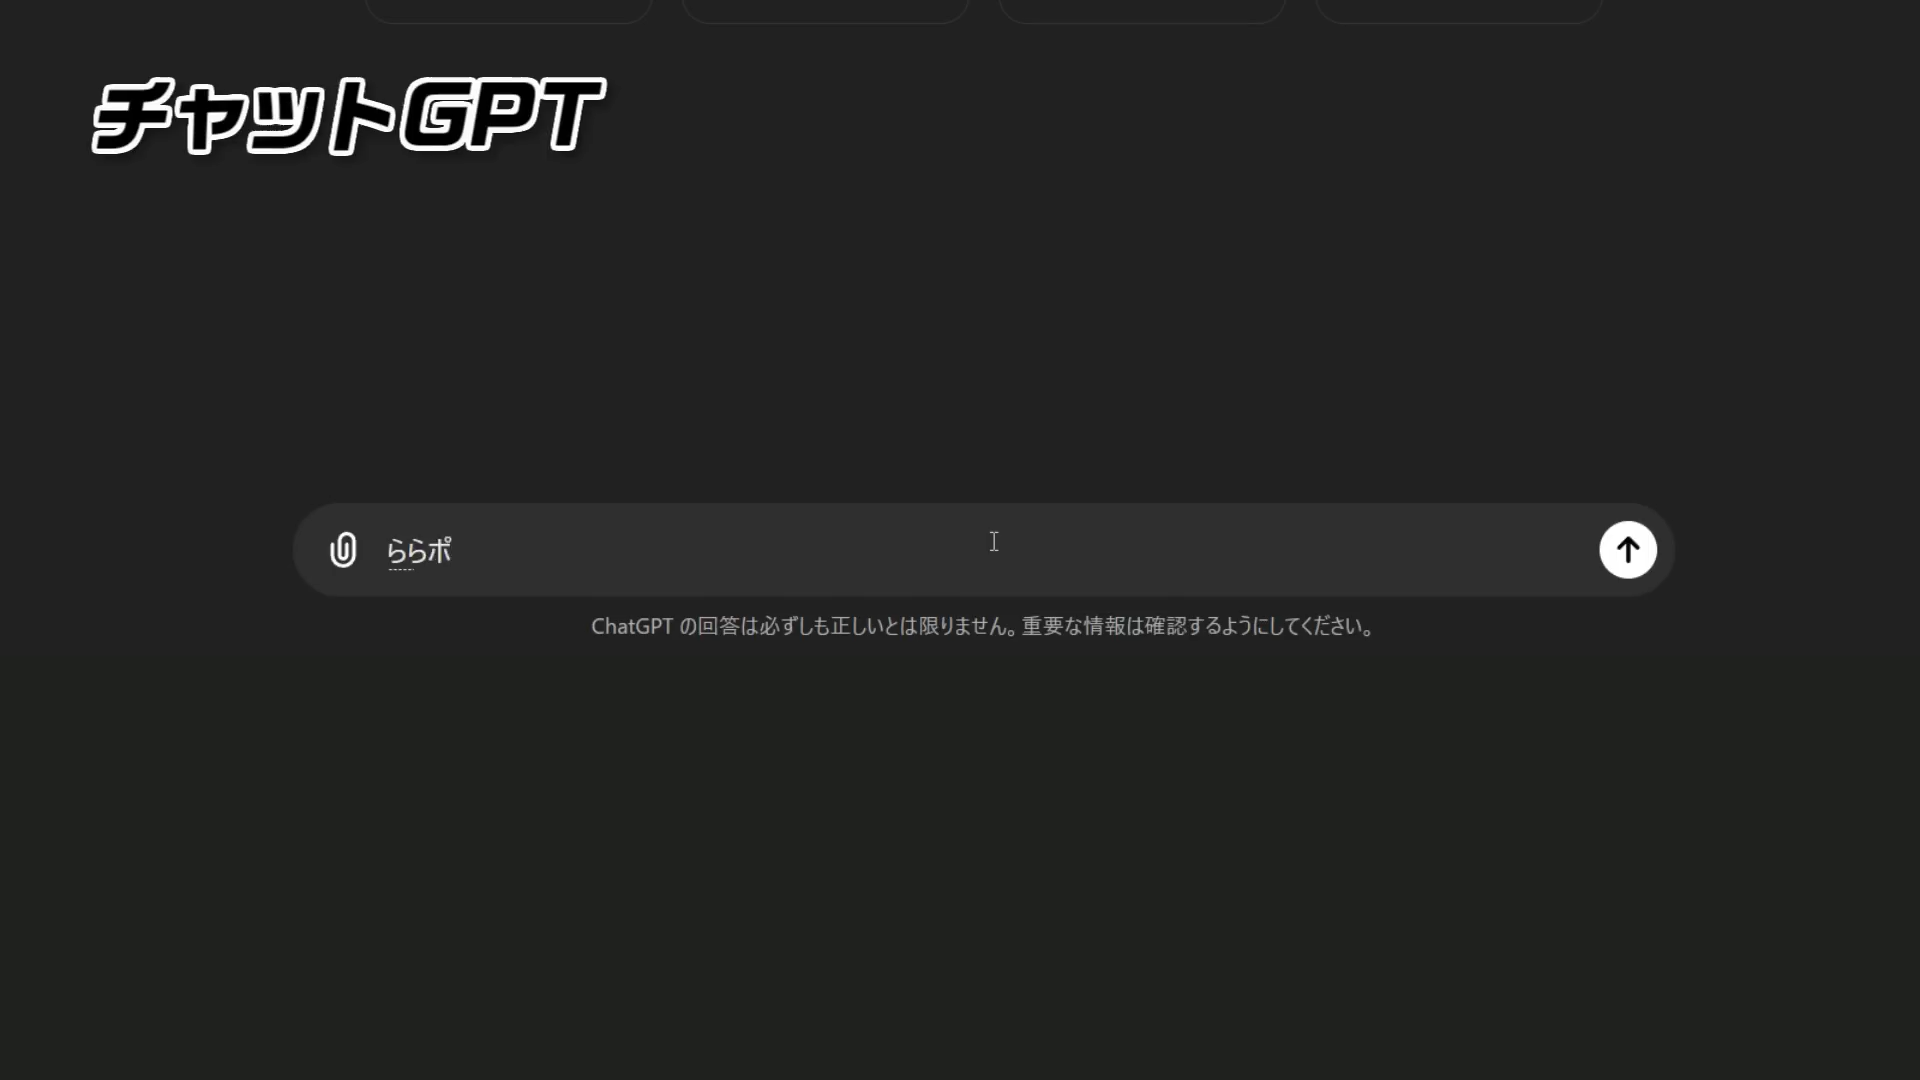 チャットGPT
ららポ
ChatGPT の回答は必ずしも正しいとは限りません。重要な情報は確認するようにしてください。